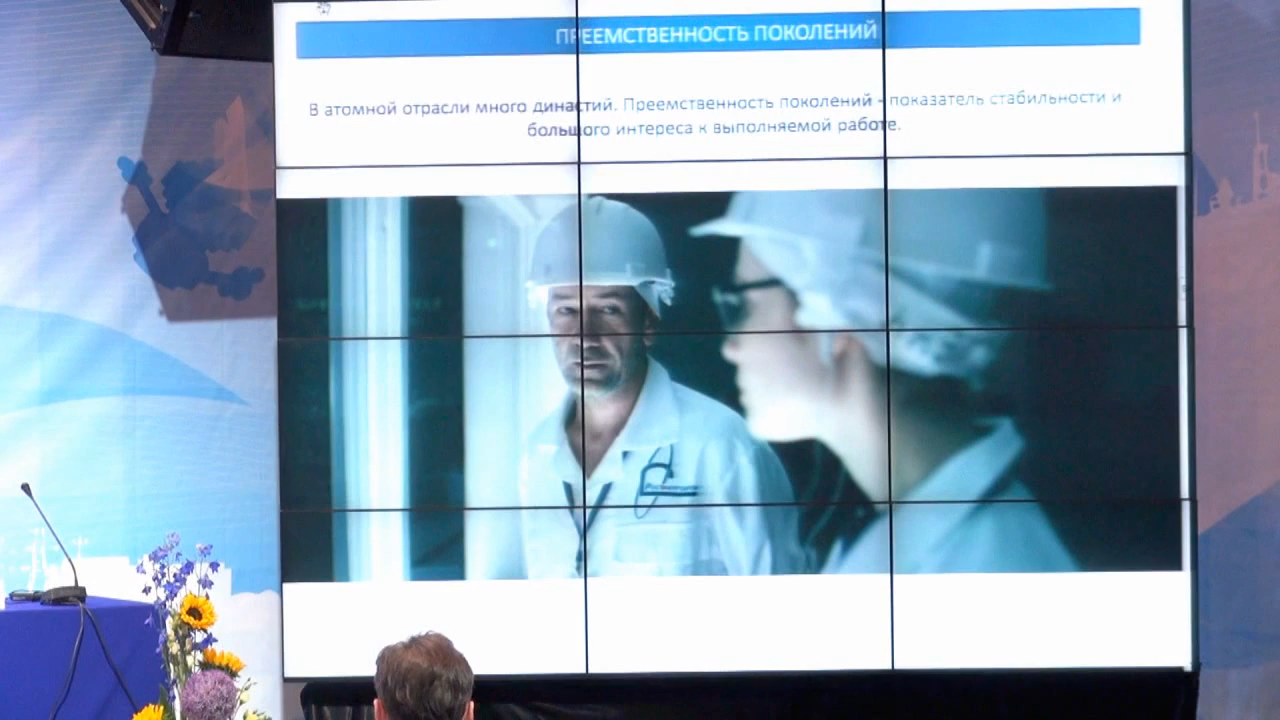 ПРЕЕМСТВЕННОСТЬ ПОКОЛЕНИЙ
В атомной отрасли много династий. Преемственность поколений - показатель стабильности и
большого интереса к выполняемой работе.